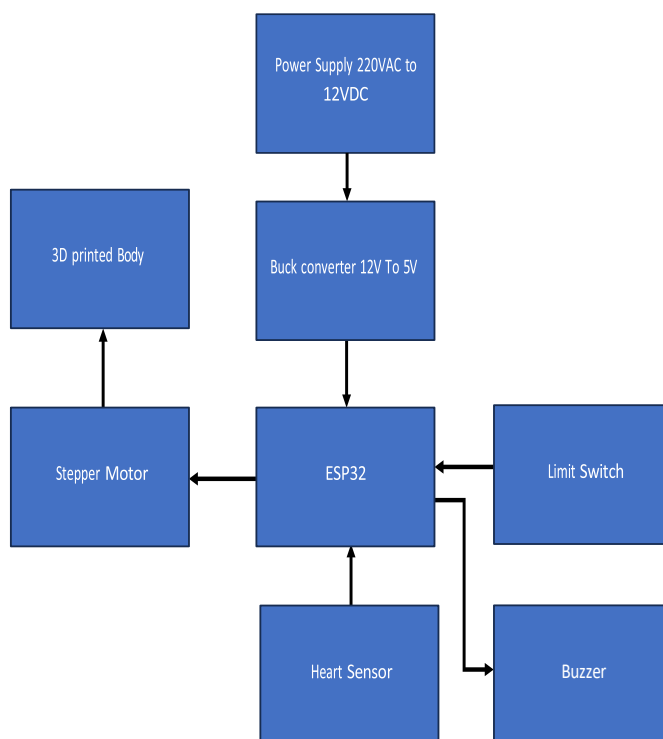 Power Supply 220VAC to
12VDC
3D printed Body
Buck converter 12V To 5V
Stepper Motor
ESP32
Limit Switch
Heart Sensor
Buzzer